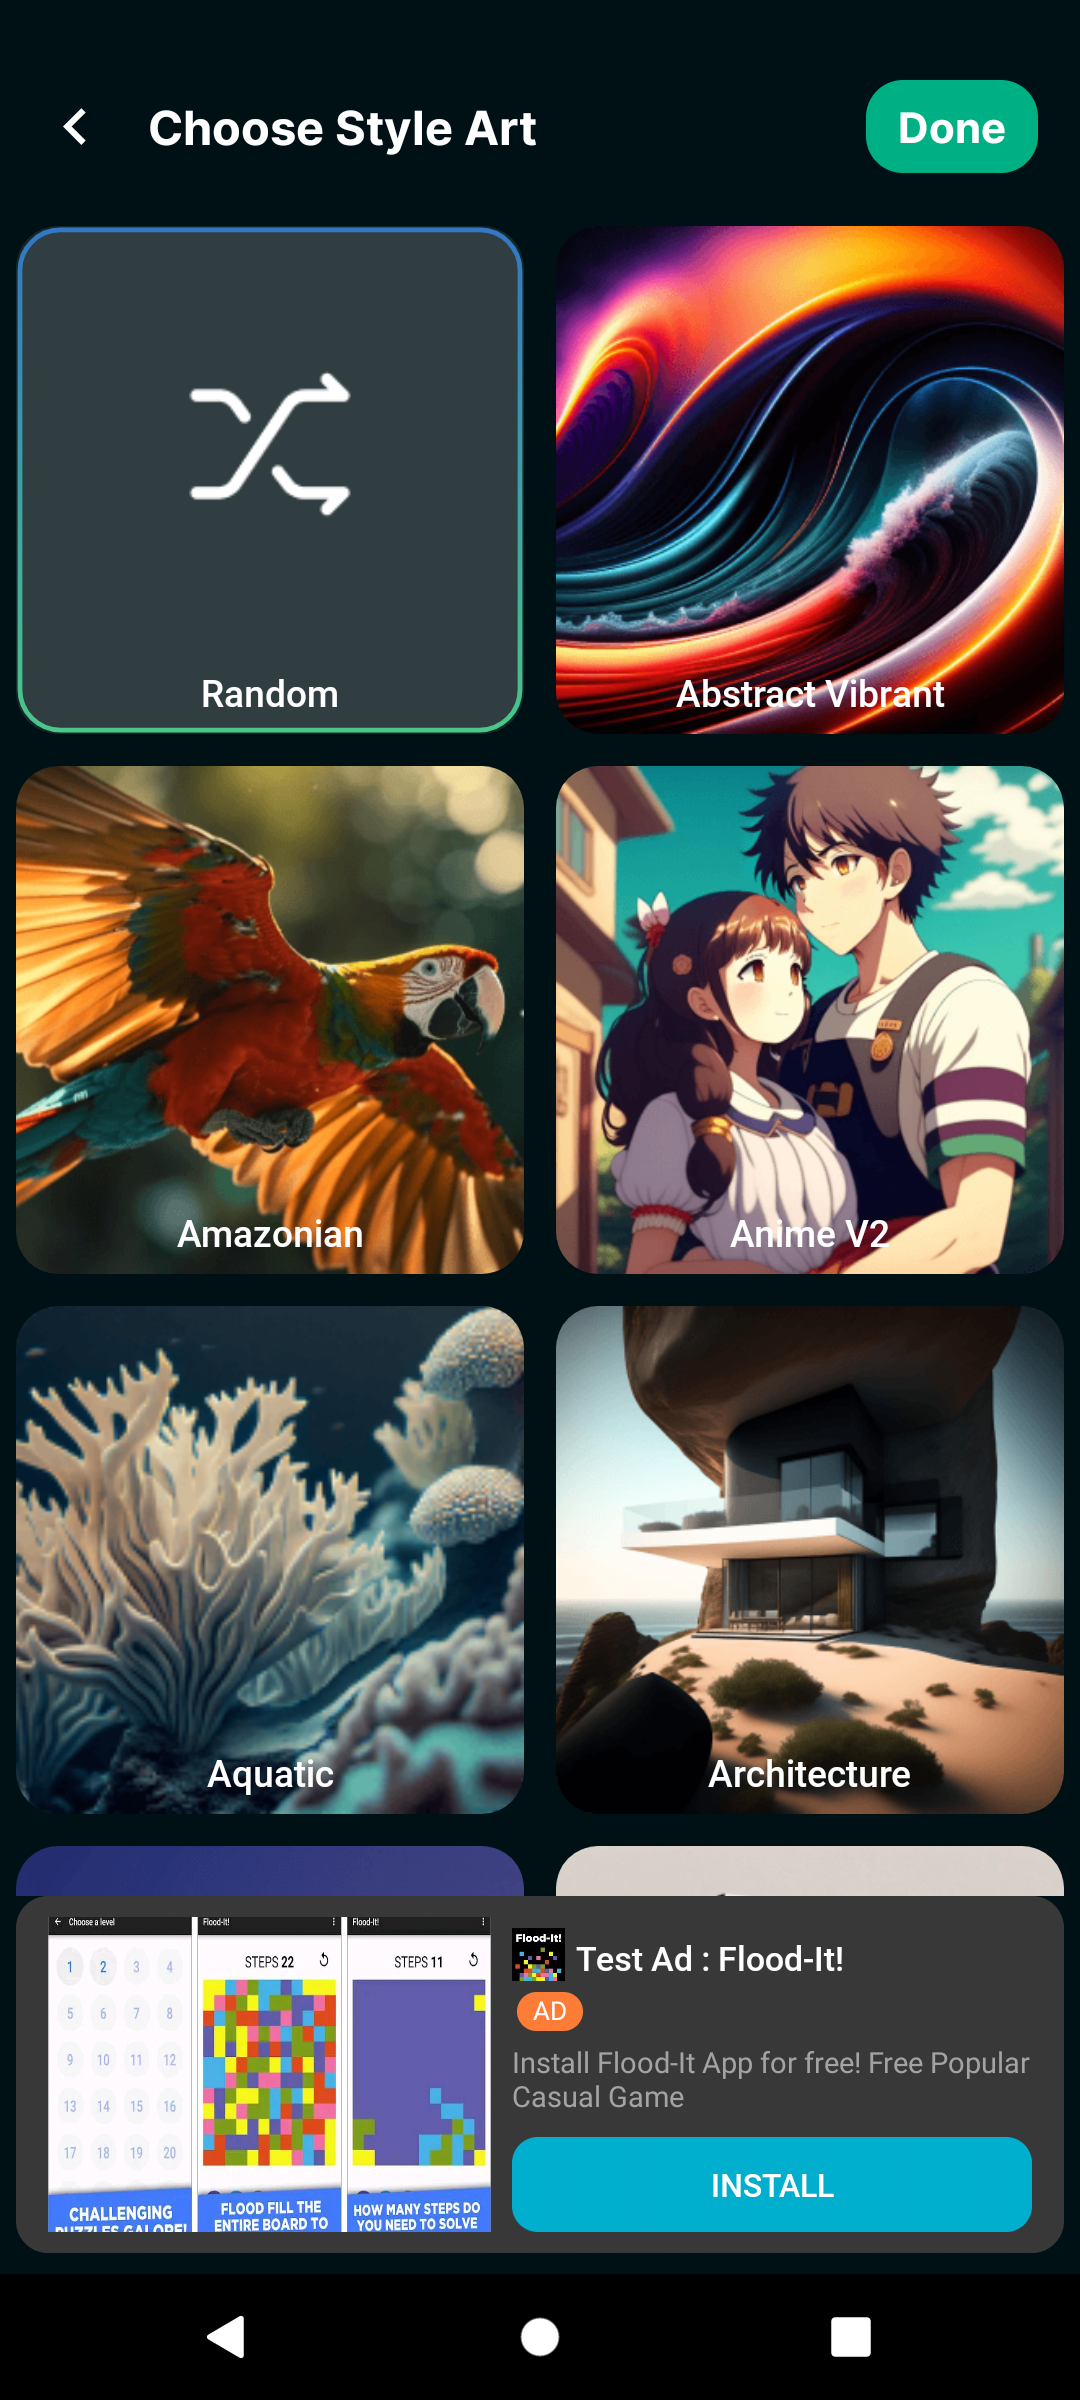 Choose Style Art
Done
Random
Abstract Vibrant
Amazonian
Anime V2
Aquatic
Architecture
Choose a level
1 2 3 4
5 6 7 8
9 10 11 12
13 14 15 16
17 18 19 20
CHALLENGING
PUZZLES GALORE!
Flood-It!
STEPS 22
FLOOD FILL THE
ENTIRE BOARD TO
Flood-It!
STEPS 11
HOW MANY STEPS DO
YOU NEED TO SOLVE
Flood-It!
Test Ad : Flood-It!
AD
Install Flood-It App for free! Free Popular
Casual Game
INSTALL